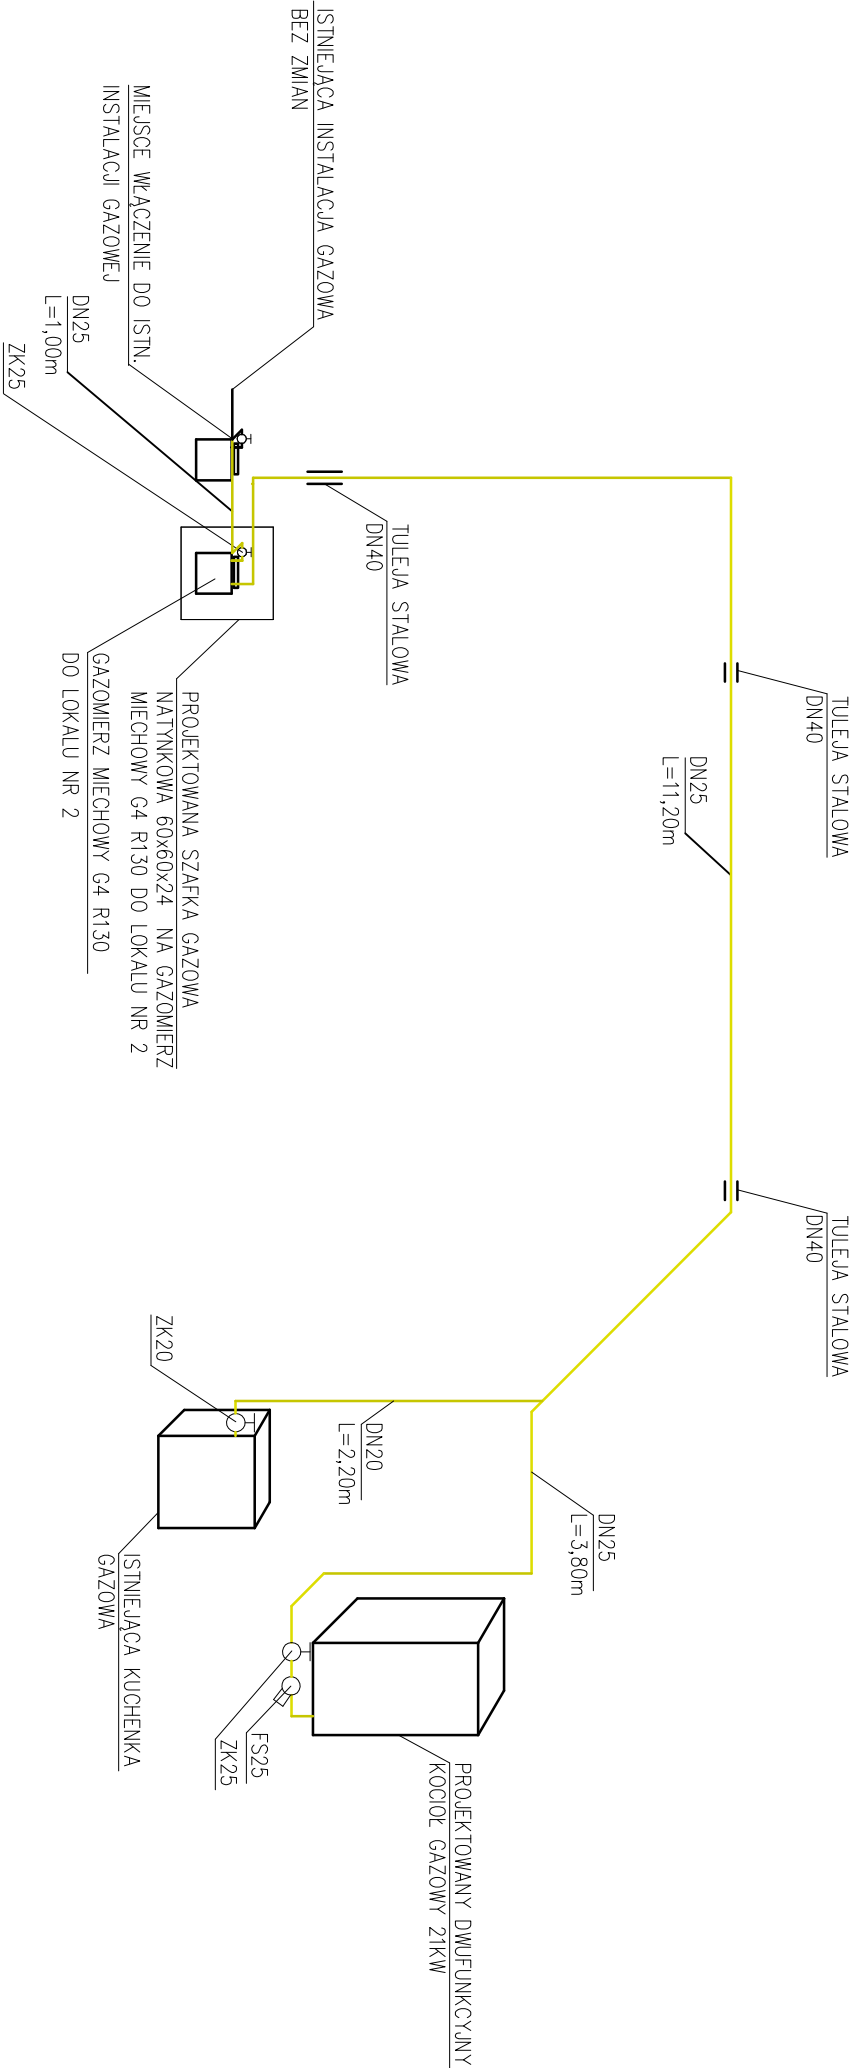 ISTNIEJĄCA INSTALACJA GAZOWA
BEZ ZMIAN
MIEJSCE WŁĄCZENIE DO ISTN.
INSTALACJI GAZOWEJ
DN25
L=1,00m
ZK25
TULEJA STALOWA
DN40
PROJEKTOWANA SZAFKA GAZOWA
NATYNKOWA 60x60x24 NA GAZOMIERZ
MIECHOWY G4 R130 DO LOKALU NR 2
GAZOMIERZ MIECHOWY G4 R130
DO LOKALU NR 2
TULEJA STALOWA
DN40
DN25
L=11,20m
TULEJA STALOWA
DN40
ZK20
DN20
L=2,20m
DN25
L=3,80m
ISTNIEJĄCA KUCHENKA
GAZOWA
FS25
ZK25
PROJEKTOWANY DWUFUNKCYJNY
KOCIOŁ GAZOWY 21KW